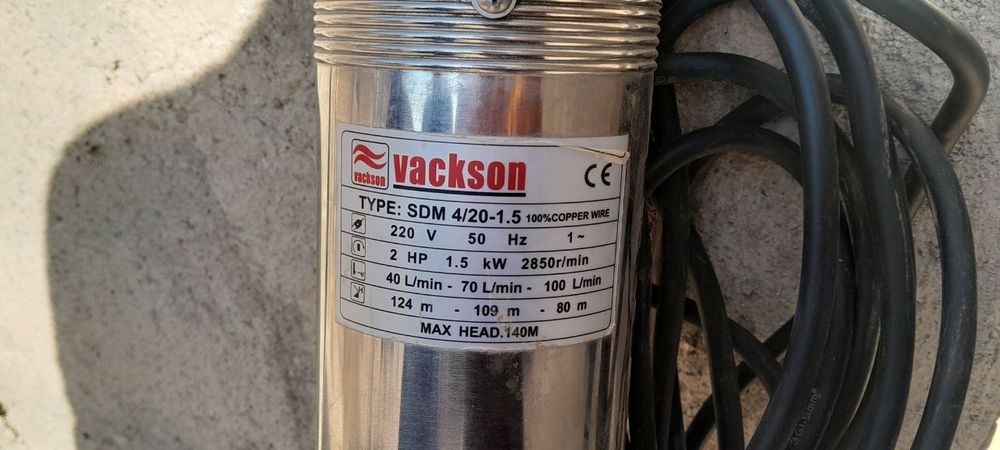 vackson
vackson
CE
TYPE: SDM 4/20-1.5 100%COPPER WIRE
220 V 50 Hz 1~
2 HP 1.5 kW 2850r/min
40 L/min - 70 L/min - 100 L/min
124 m - 109 m - 80 m
MAX HEAD.140M